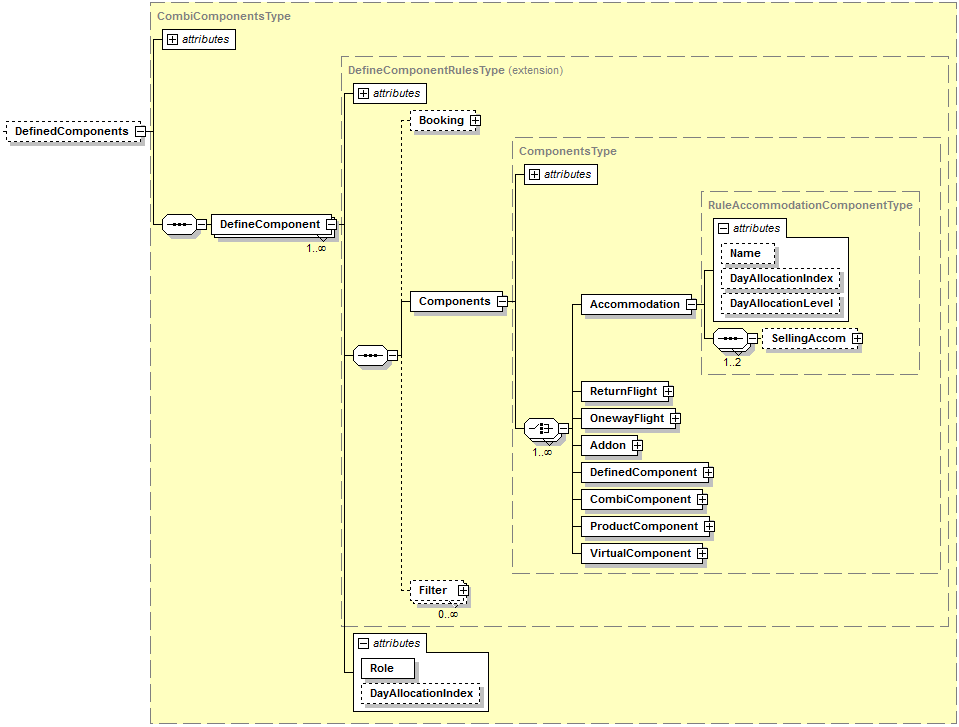 CombiComponentsType
attributes
DefineComponentRulesType (extension)
attributes
Booking
DefinedComponents
ComponentsType
attributes
RuleAccommodationComponentType
attributes
Name
DayAllocationIndex
DayAllocationLevel
SellingAccom
1..2
DefineComponent
1..∞
Components
Accommodation
ReturnFlight
OnewayFlight
Addon
1..∞
DefinedComponent
CombiComponent
ProductComponent
VirtualComponent
Filter
0..∞
attributes
Role
DayAllocationIndex